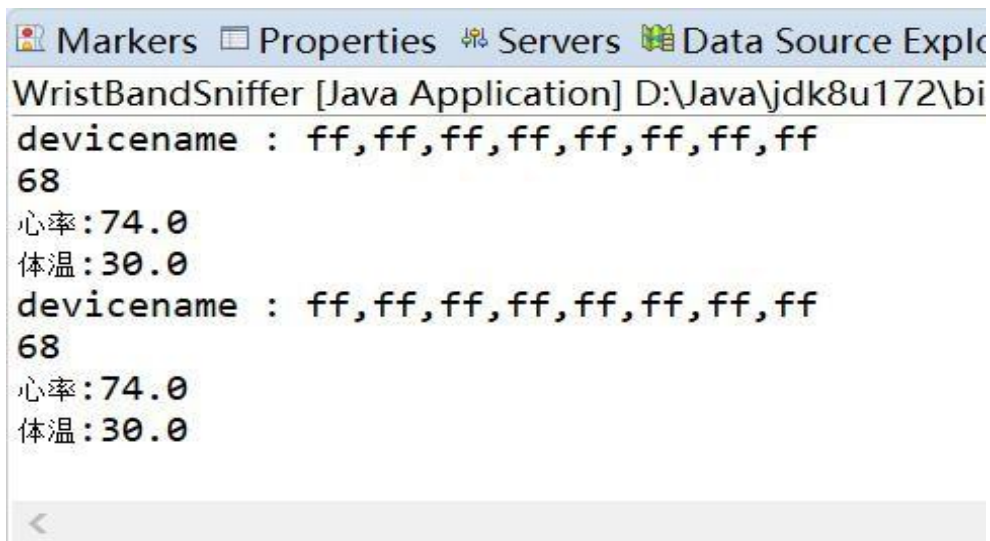 Markers Properties Servers Data Source Explo
WristBandSniffer [Java Application] D:\Java\jdk8u172\bi
devicename : ff,ff,ff,ff,ff,ff,ff,ff
68
心率:74.0
体温:30.0
devicename : ff,ff,ff,ff,ff,ff,ff,ff
68
心率:74.0
体温:30.0